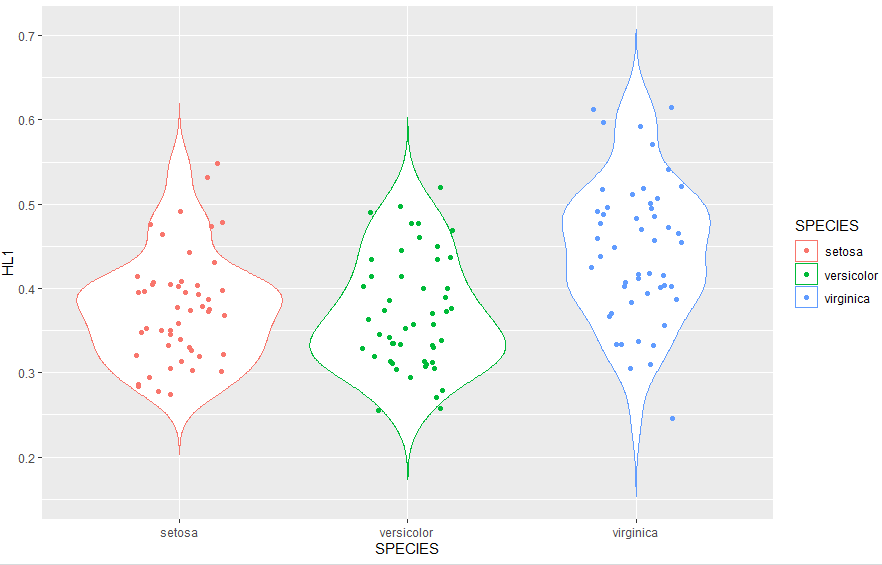 0.7
0.6
0.5
0.4
0.3
0.2
HL1
setosa
versicolor
virginica
SPECIES
SPECIES
setosa
versicolor
virginica